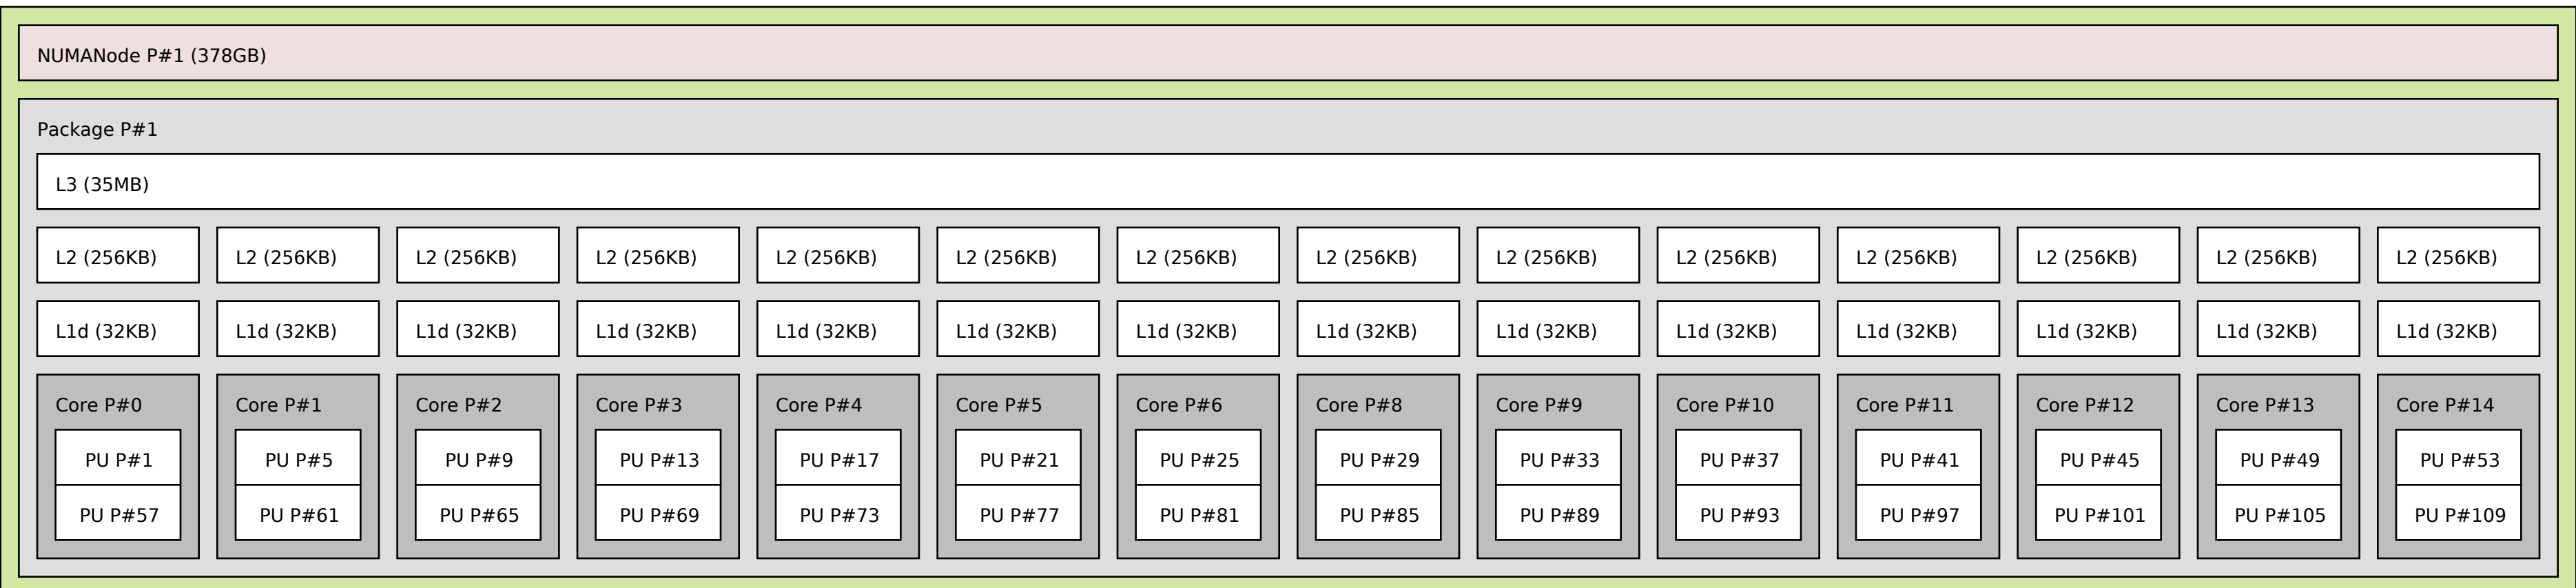 NUMANode P#1 (378GB)
Package P#1
L3 (35MB)
L2 (256KB) L2 (256KB) L2 (256KB) L2 (256KB) L2 (256KB) L2 (256KB) L2 (256KB) L2 (256KB) L2 (256KB) L2 (256KB) L2 (256KB) L2 (256KB) L2 (256KB) L2 (256KB)
L1d (32KB) L1d (32KB) L1d (32KB) L1d (32KB) L1d (32KB) L1d (32KB) L1d (32KB) L1d (32KB) L1d (32KB) L1d (32KB) L1d (32KB) L1d (32KB) L1d (32KB) L1d (32KB)
Core P#0 Core P#1 Core P#2 Core P#3 Core P#4 Core P#5 Core P#6 Core P#8 Core P#9 Core P#10 Core P#11 Core P#12 Core P#13 Core P#14
PU P#1 PU P#5 PU P#9 PU P#13 PU P#17 PU P#21 PU P#25 PU P#29 PU P#33 PU P#37 PU P#41 PU P#45 PU P#49 PU P#53
PU P#57 PU P#61 PU P#65 PU P#69 PU P#73 PU P#77 PU P#81 PU P#85 PU P#89 PU P#93 PU P#97 PU P#101 PU P#105 PU P#109